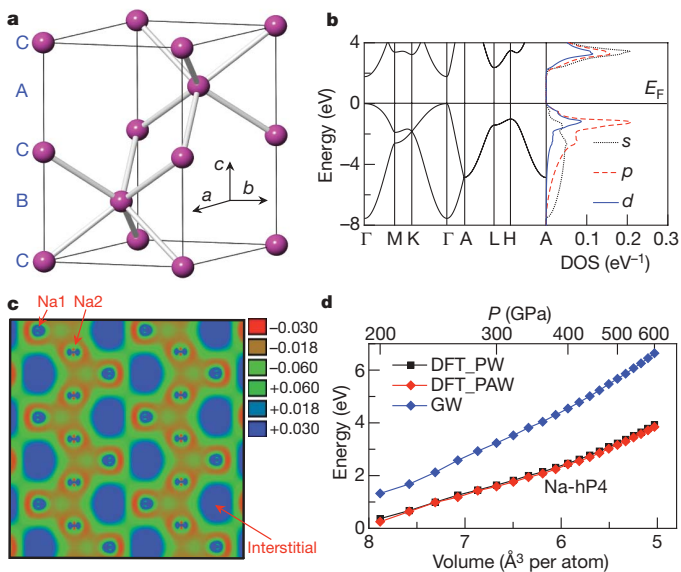 a
C
A
C
B
C
c
a
b
b
Energy (eV)
4
0
−4
−8
E_F
s
p
d
Γ M K Γ A L H A
0.1 0.2 0.3
DOS (eV⁻¹)
c
Na1 Na2
−0.030
−0.018
−0.060
+0.060
+0.018
+0.030
Interstitial
d
P (GPa)
200 300 400 500 600
DFT_PW
DFT_PAW
GW
Energy (eV)
6
4
2
0
Na-hP4
8 7 6 5
Volume (Å³ per atom)